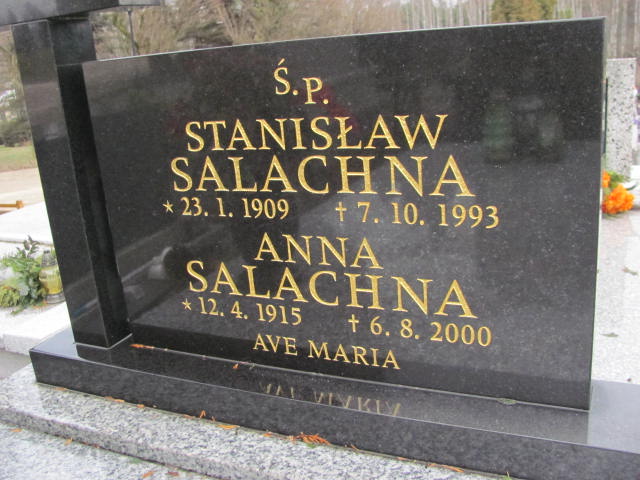 Ś.P.
STANISŁAW
SALACHNA
* 23. 1. 1909 † 7. 10. 1993
ANNA
SALACHNA
* 12. 4. 1915 † 6. 8. 2000
AVE MARIA